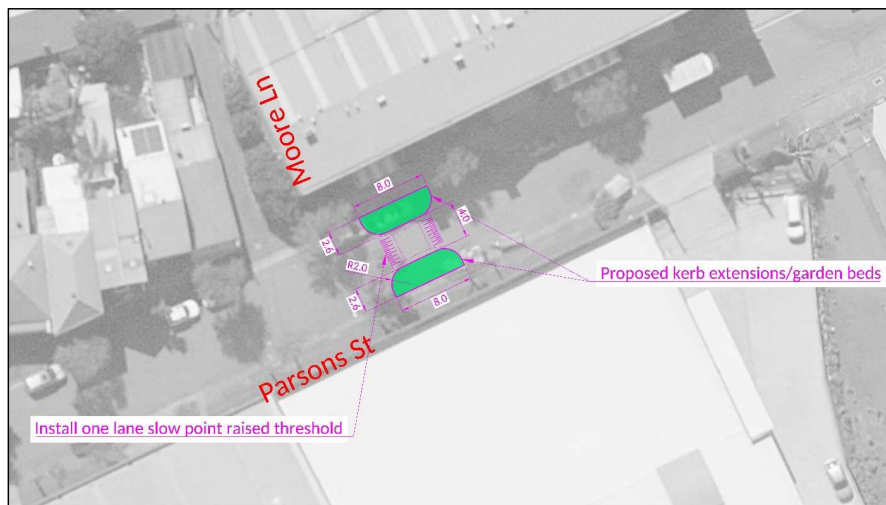 Moore Ln
8.0
4.0
2.6
R2.0
Proposed kerb extensions/garden beds
2.6
8.0
Parsons St
Install one lane slow point raised threshold